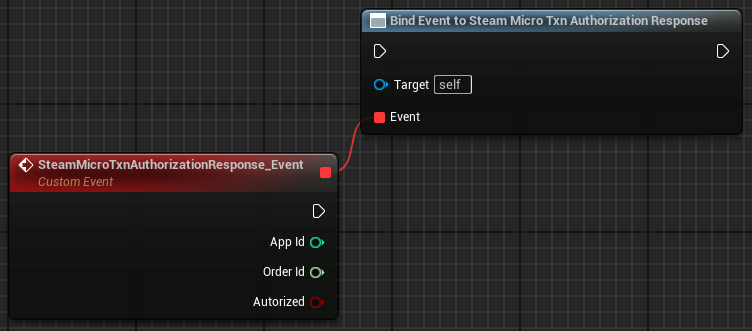 Bind Event to Steam Micro Txn Authorization Response
Target self
Event
SteamMicroTxnAuthorizationResponse_Event
Custom Event
App Id
Order Id
Autorized